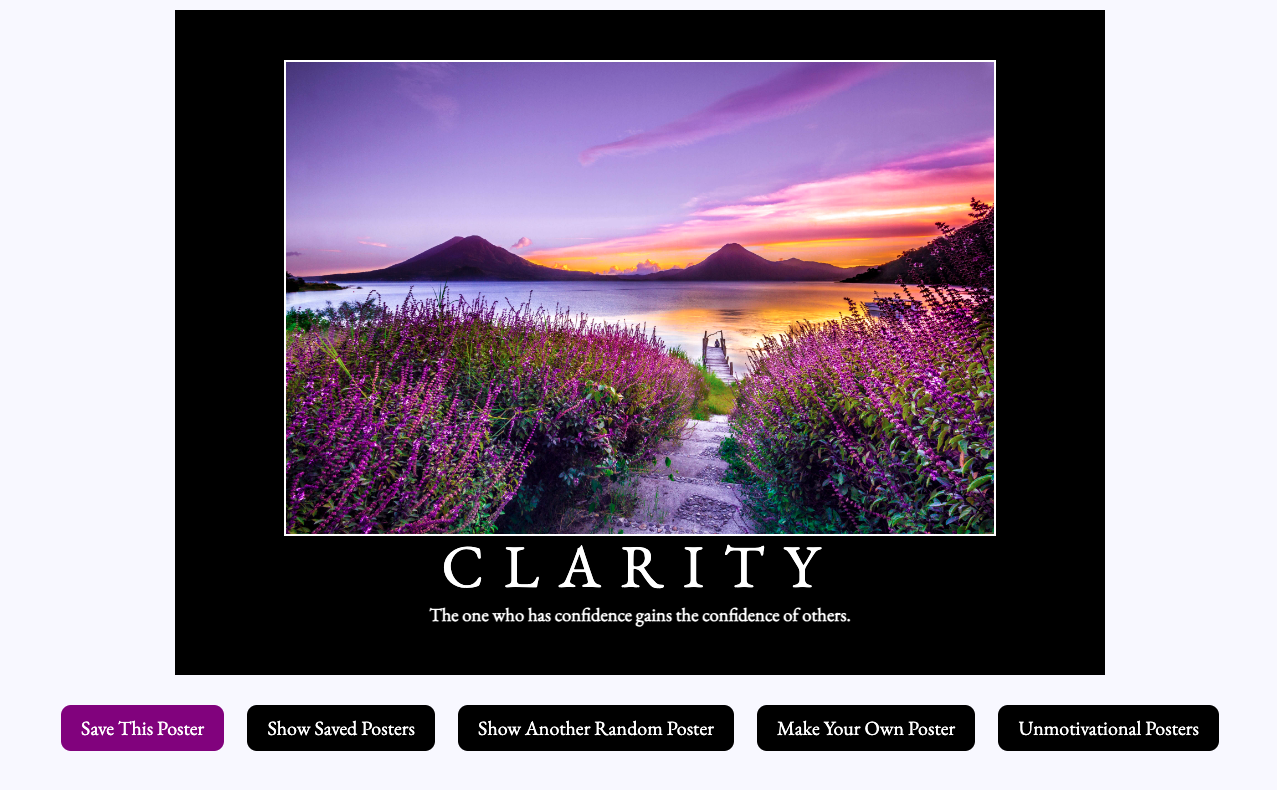 CLARITY
The one who has confidence gains the confidence of others.
Save This Poster
Show Saved Posters
Show Another Random Poster
Make Your Own Poster
Unmotivational Posters